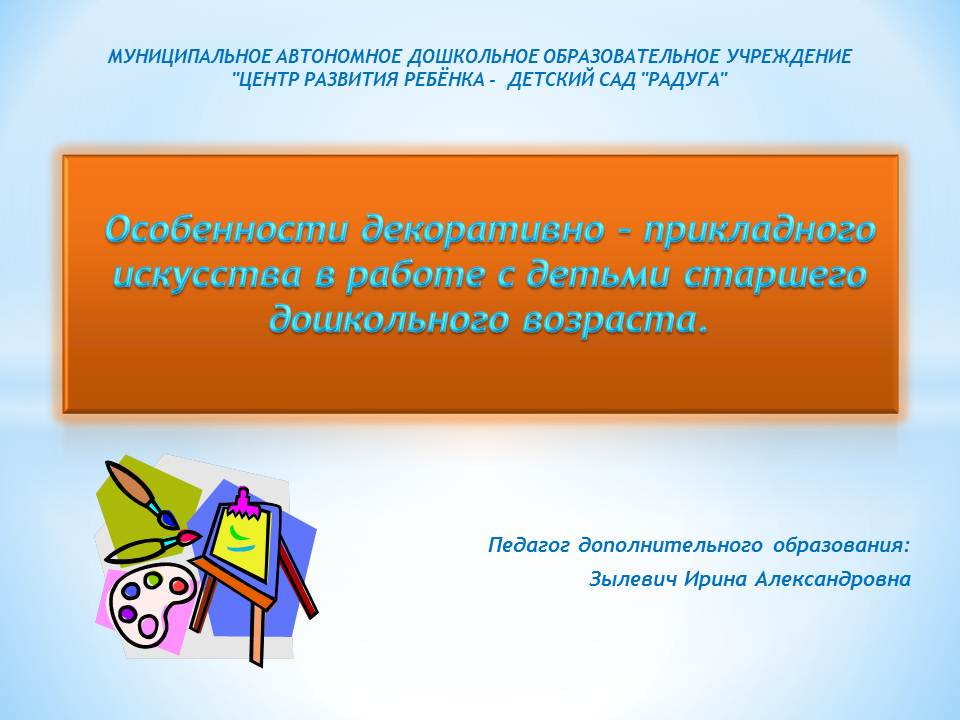 МУНИЦИПАЛЬНОЕ АВТОНОМНОЕ ДОШКОЛЬНОЕ ОБРАЗОВАТЕЛЬНОЕ УЧРЕЖДЕНИЕ
"ЦЕНТР РАЗВИТИЯ РЕБЁНКА - ДЕТСКИЙ САД "РАДУГА"
Особенности декоративно – прикладного
искусства в работе с детьми старшего
дошкольного возраста.
Педагог дополнительного образования:
Зылевич Ирина Александровна